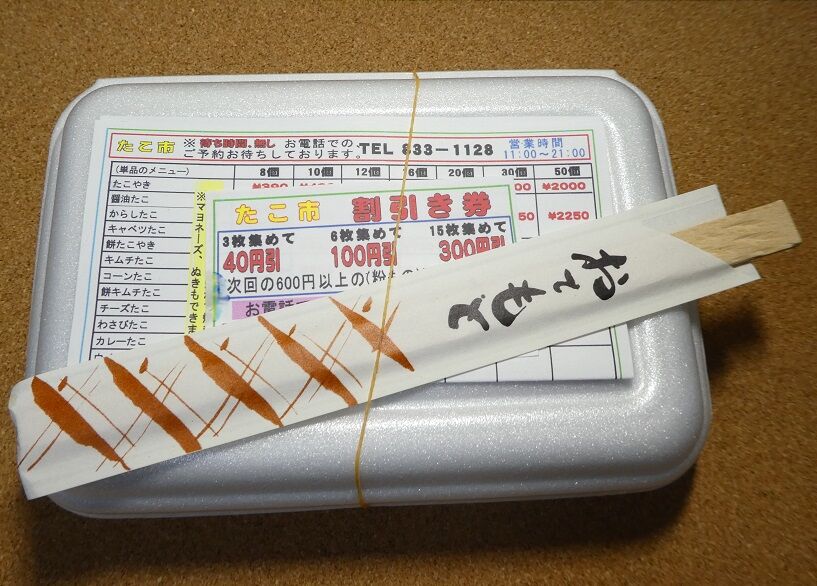 たこ市 ※待ち時間、無し お電話での
ご予約お待ちしております。 TEL 833-1128 営業時間
11:00~21:00
(単品のメニュー) 8個 10個 12個 16個 20個 30個 50個
たこやき ¥390 ¥2000
醤油たこ
からしたこ ¥2250
キャベツたこ
餅たこやき
キムチたこ
コーンたこ
餅キムチたこ
チーズたこ
わさびたこ
カレーたこ
※マヨネーズ、ぬきもできま
たこ市 割引き券
3枚集めて 6枚集めて 15枚集めて
40円引 100円引 300円引
次回の600円以上の(粉も
お電話
おてもと